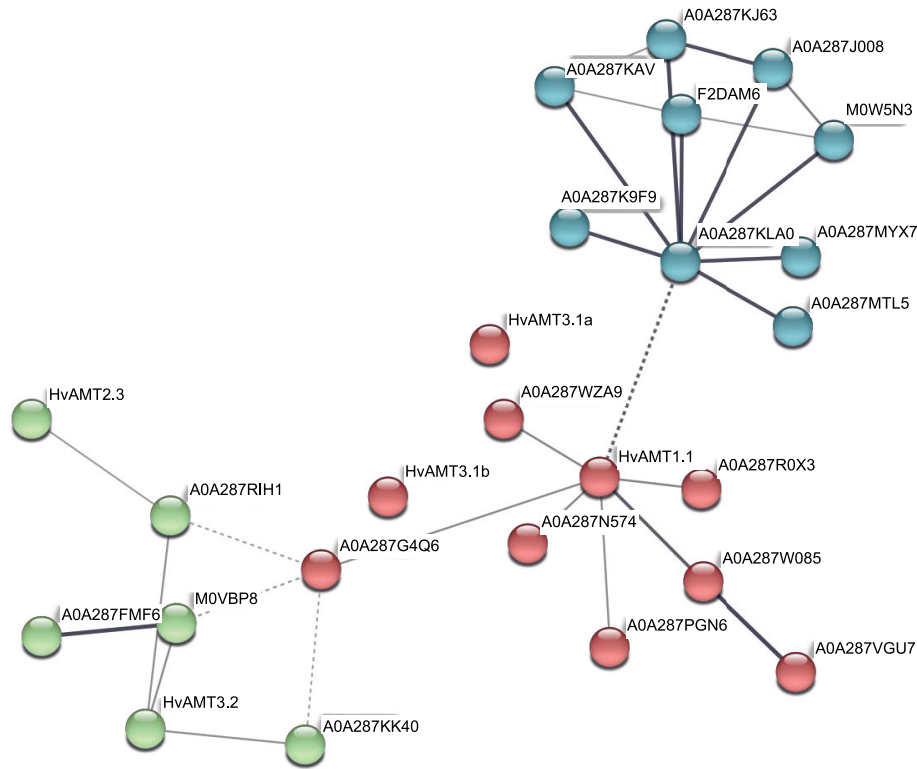 A0A287KJ63
A0A287J008
A0A287KAV
F2DAM6
M0W5N3
A0A287K9F9
A0A287KLA0
A0A287MYX7
A0A287MTL5
HvAMT3.1a
A0A287WZA9
HvAMT2.3
HvAMT1.1
A0A287R0X3
HvAMT3.1b
A0A287RIH1
A0A287N574
A0A287G4Q6
A0A287W085
M0VBP8
A0A287FMF6
A0A287PGN6
A0A287VGU7
HvAMT3.2
A0A287KK40